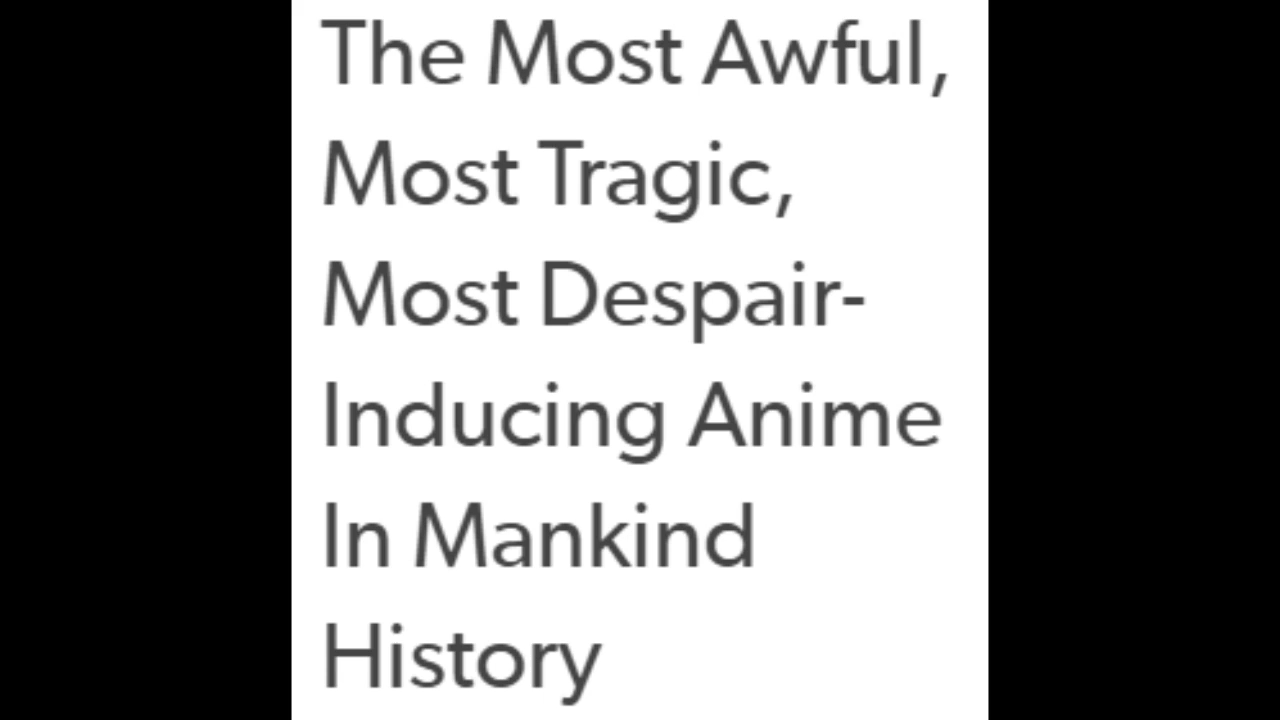 The Most Awful,
Most Tragic,
Most Despair-
Inducing Anime
In Mankind
History